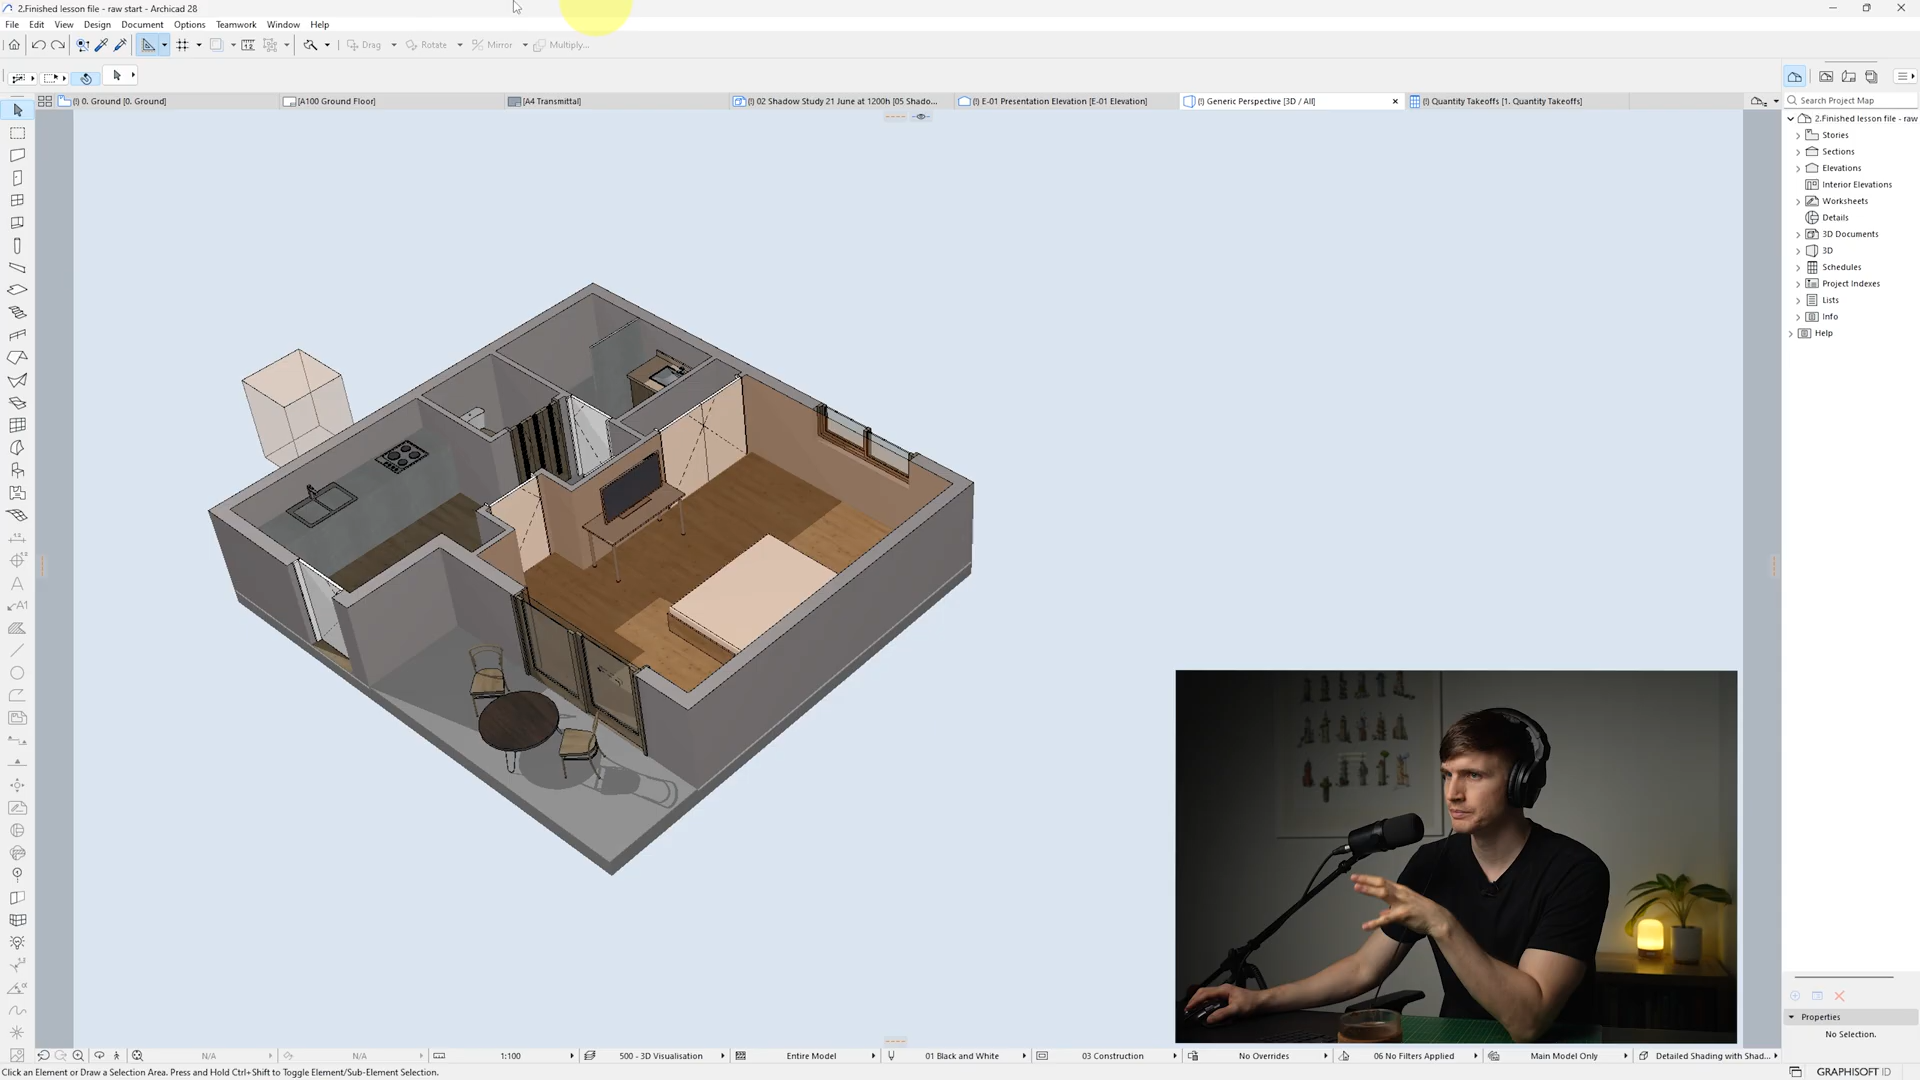 2.Finished lesson file - raw start - Archicad 28
File Edit View Design Document Options Teamwork Window Help
Drag Rotate Mirror Multiply...
(!) 0. Ground [0. Ground] [A100 Ground Floor] [A4 Transmittal] (!) 02 Shadow Study 21 June at 1200h [05 Shado... (!) E-01 Presentation Elevation [E-01 Elevation] (!) Generic Perspective [3D / All] (!) Quantity Takeoffs [1. Quantity Takeoffs]
Search Project Map
2.Finished lesson file - raw
Stories
Sections
Elevations
Interior Elevations
Worksheets
Details
3D Documents
3D
Schedules
Project Indexes
Lists
Info
Help
A
A1
Properties
No Selection.
N/A N/A 1:100 500 - 3D Visualisation Entire Model 01 Black and White 03 Construction No Overrides 06 No Filters Applied Main Model Only Detailed Shading with Shad...
Click an Element or Draw a Selection Area. Press and Hold Ctrl+Shift to Toggle Element/Sub-Element Selection.
GRAPHISOFT ID